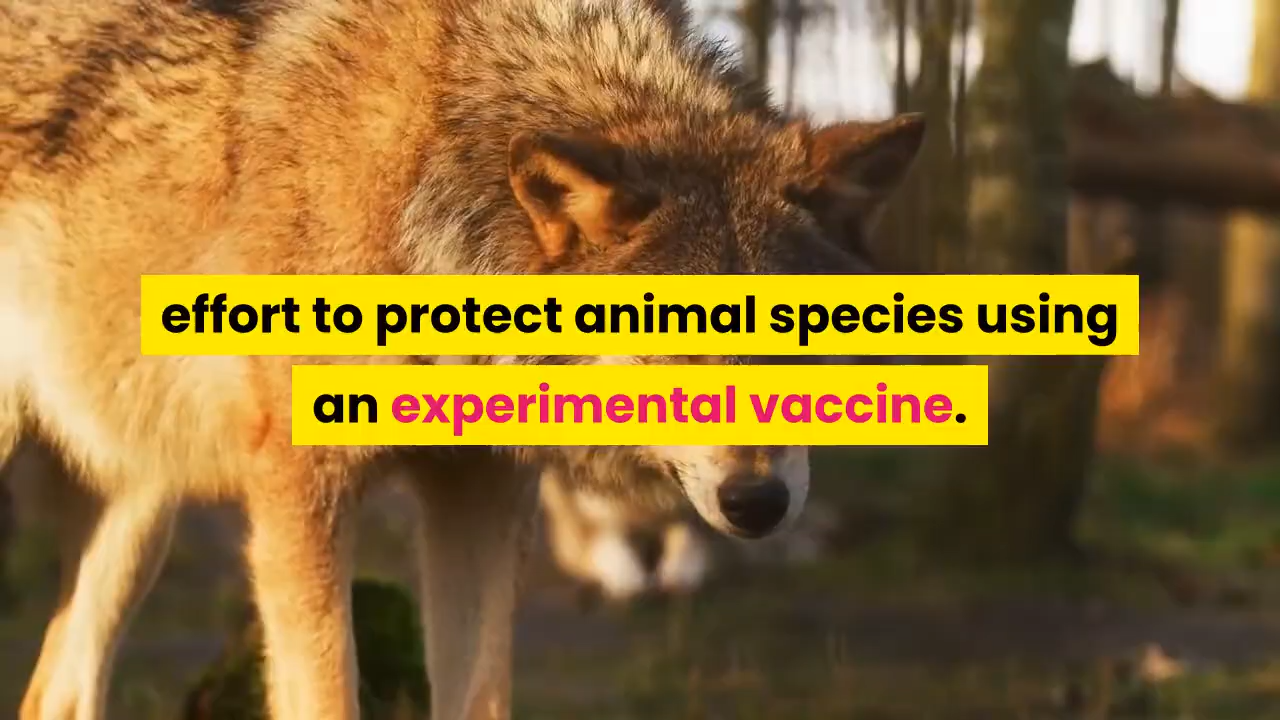 effort to protect animal species using
an experimental vaccine.